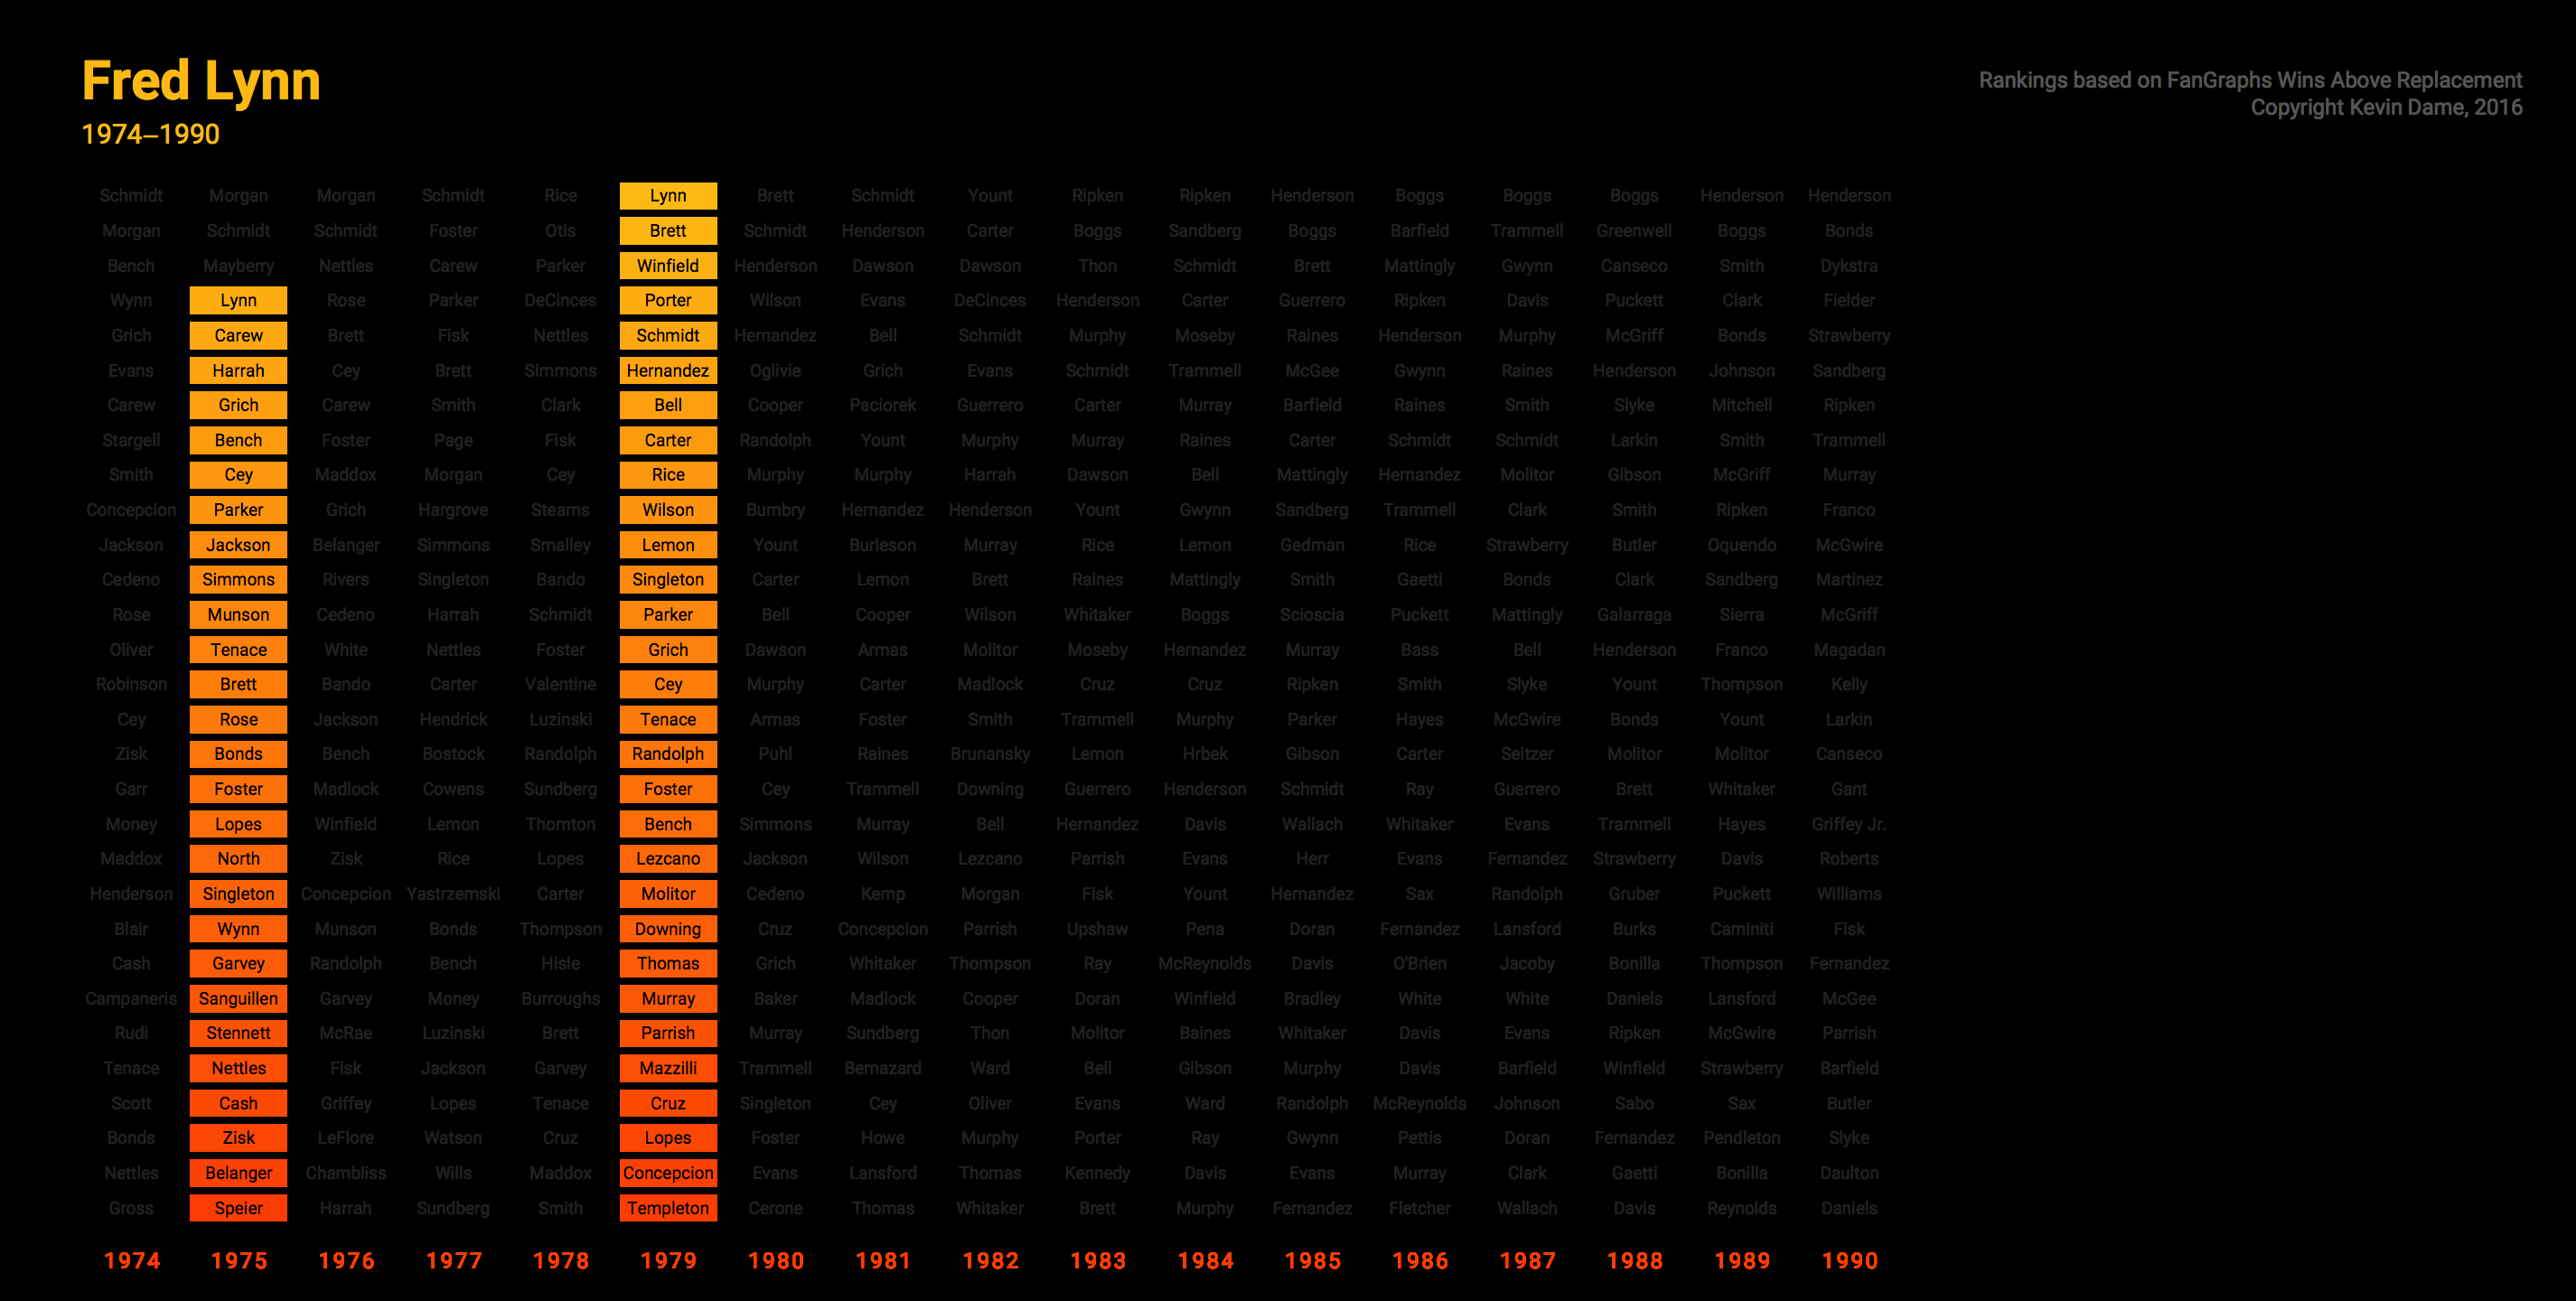 Fred Lynn
1974–1990
Rankings based on FanGraphs Wins Above Replacement
Copyright Kevin Dame, 2016
Schmidt Morgan Morgan Schmidt Rice Lynn Brett Schmidt Yount Ripken Ripken Henderson Boggs Boggs Boggs Henderson Henderson
Morgan Schmidt Schmidt Foster Otis Brett Schmidt Henderson Carter Boggs Sandberg Boggs Barfield Trammell Greenwell Boggs Bonds
Bench Mayberry Nettles Carew Parker Winfield Henderson Dawson Dawson Thon Schmidt Brett Mattingly Gwynn Canseco Smith Dykstra
Wynn Lynn Rose Parker DeCinces Porter Wilson Evans DeCinces Henderson Carter Guerrero Ripken Davis Puckett Clark Fielder
Grich Carew Brett Fisk Nettles Schmidt Hernandez Bell Schmidt Murphy Moseby Raines Henderson Murphy McGriff Bonds Strawberry
Evans Harrah Cey Brett Simmons Hernandez Oglivie Grich Evans Schmidt Trammell McGee Gwynn Raines Henderson Johnson Sandberg
Carew Grich Carew Smith Clark Bell Cooper Paciorek Guerrero Carter Murray Barfield Raines Smith Slyke Mitchell Ripken
Stargell Bench Foster Page Fisk Carter Randolph Yount Murphy Murray Raines Carter Schmidt Schmidt Larkin Smith Trammell
Smith Cey Maddox Morgan Cey Rice Murphy Murphy Harrah Dawson Bell Mattingly Hernandez Molitor Gibson McGriff Murray
Concepcion Parker Grich Hargrove Stearns Wilson Bumbry Hernandez Henderson Yount Gwynn Sandberg Trammell Clark Smith Ripken Franco
Jackson Jackson Belanger Simmons Smalley Lemon Yount Burleson Murray Rice Lemon Gedman Rice Strawberry Butler Oquendo McGwire
Cedeno Simmons Rivers Singleton Bando Singleton Carter Lemon Brett Raines Mattingly Smith Gaetti Bonds Clark Sandberg Martinez
Rose Munson Cedeno Harrah Schmidt Parker Bell Cooper Wilson Whitaker Boggs Scioscia Puckett Mattingly Galarraga Sierra McGriff
Oliver Tenace White Nettles Foster Grich Dawson Armas Molitor Moseby Hernandez Murray Bass Bell Henderson Franco Magadan
Robinson Brett Bando Carter Valentine Cey Murphy Carter Madlock Cruz Cruz Ripken Smith Slyke Yount Thompson Kelly
Cey Rose Jackson Hendrick Luzinski Tenace Armas Foster Smith Trammell Murphy Parker Hayes McGwire Bonds Yount Larkin
Zisk Bonds Bench Bostock Randolph Randolph Puhl Raines Brunansky Lemon Hrbek Gibson Carter Seitzer Molitor Molitor Canseco
Garr Foster Madlock Cowens Sundberg Foster Cey Trammell Downing Guerrero Henderson Schmidt Ray Guerrero Brett Whitaker Gant
Money Lopes Winfield Lemon Thornton Bench Simmons Murray Bell Hernandez Davis Wallach Whitaker Evans Trammell Hayes Griffey Jr.
Maddox North Zisk Rice Lopes Lezcano Jackson Wilson Lezcano Parrish Evans Herr Evans Fernandez Strawberry Davis Roberts
Henderson Singleton Concepcion Yastrzemski Carter Molitor Cedeno Kemp Morgan Fisk Yount Hernandez Sax Randolph Gruber Puckett Williams
Blair Wynn Munson Bonds Thompson Downing Cruz Concepcion Parrish Upshaw Pena Doran Fernandez Lansford Burks Caminiti Fisk
Cash Garvey Randolph Bench Hisle Thomas Grich Whitaker Thompson Ray McReynolds Davis O'Brien Jacoby Bonilla Thompson Fernandez
Campaneris Sanguillen Garvey Money Burroughs Murray Baker Madlock Cooper Doran Winfield Bradley White White Daniels Lansford McGee
Rudi Stennett McRae Luzinski Brett Parrish Murray Sundberg Thon Molitor Baines Whitaker Davis Evans Ripken McGwire Parrish
Tenace Nettles Fisk Jackson Garvey Mazzilli Trammell Bernazard Ward Bell Gibson Murphy Davis Barfield Winfield Strawberry Barfield
Scott Cash Griffey Lopes Tenace Cruz Singleton Cey Oliver Evans Ward Randolph McReynolds Johnson Sabo Sax Butler
Bonds Zisk LeFlore Watson Cruz Lopes Foster Howe Murphy Porter Ray Gwynn Pettis Doran Fernandez Pendleton Slyke
Nettles Belanger Chambliss Wills Maddox Concepcion Evans Lansford Thomas Kennedy Davis Evans Murray Clark Gaetti Bonilla Daulton
Gross Speier Harrah Sundberg Smith Templeton Cerone Thomas Whitaker Brett Murphy Fernandez Fletcher Wallach Davis Reynolds Daniels
1974 1975 1976 1977 1978 1979 1980 1981 1982 1983 1984 1985 1986 1987 1988 1989 1990